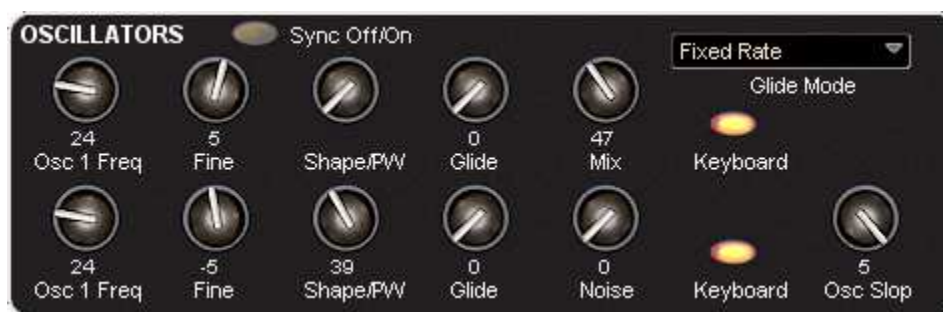 OSCILLATORS Sync Off/On
Fixed Rate
Glide Mode
24 5 0 47
Osc 1 Freq Fine Shape/PW Glide Mix Keyboard
24 -5 39 0 0 5
Osc 1 Freq Fine Shape/PW Glide Noise Keyboard Osc Slop